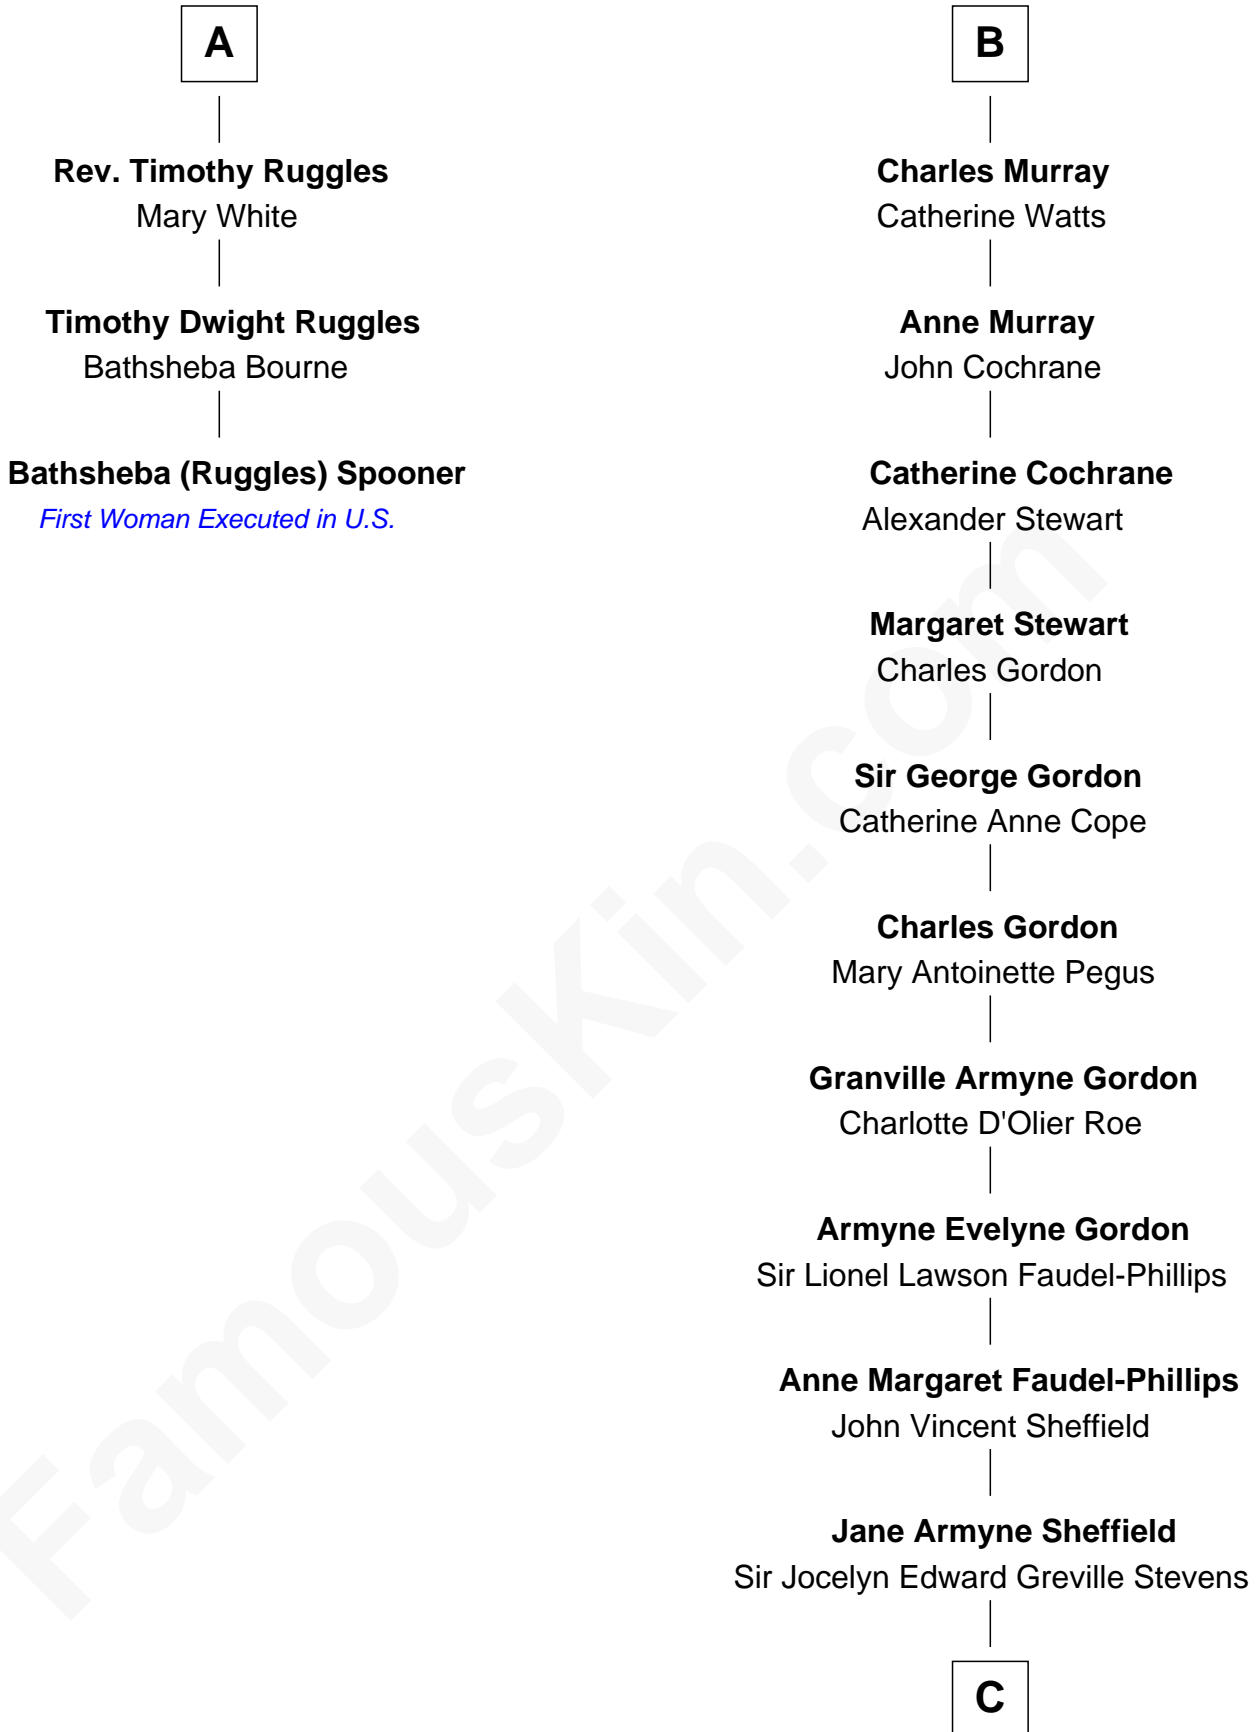 A
Rev. Timothy Ruggles
Mary White
Timothy Dwight Ruggles
Bathsheba Bourne
Bathsheba (Ruggles) Spooner
First Woman Executed in U.S.
B
Charles Murray
Catherine Watts
Anne Murray
John Cochrane
Catherine Cochrane
Alexander Stewart
Margaret Stewart
Charles Gordon
Sir George Gordon
Catherine Anne Cope
Charles Gordon
Mary Antoinette Pegus
Granville Armyne Gordon
Charlotte D'Olier Roe
Armyne Evelyne Gordon
Sir Lionel Lawson Faudel-Phillips
Anne Margaret Faudel-Phillips
John Vincent Sheffield
Jane Armyne Sheffield
Sir Jocelyn Edward Greville Stevens
C
FamousKin.com